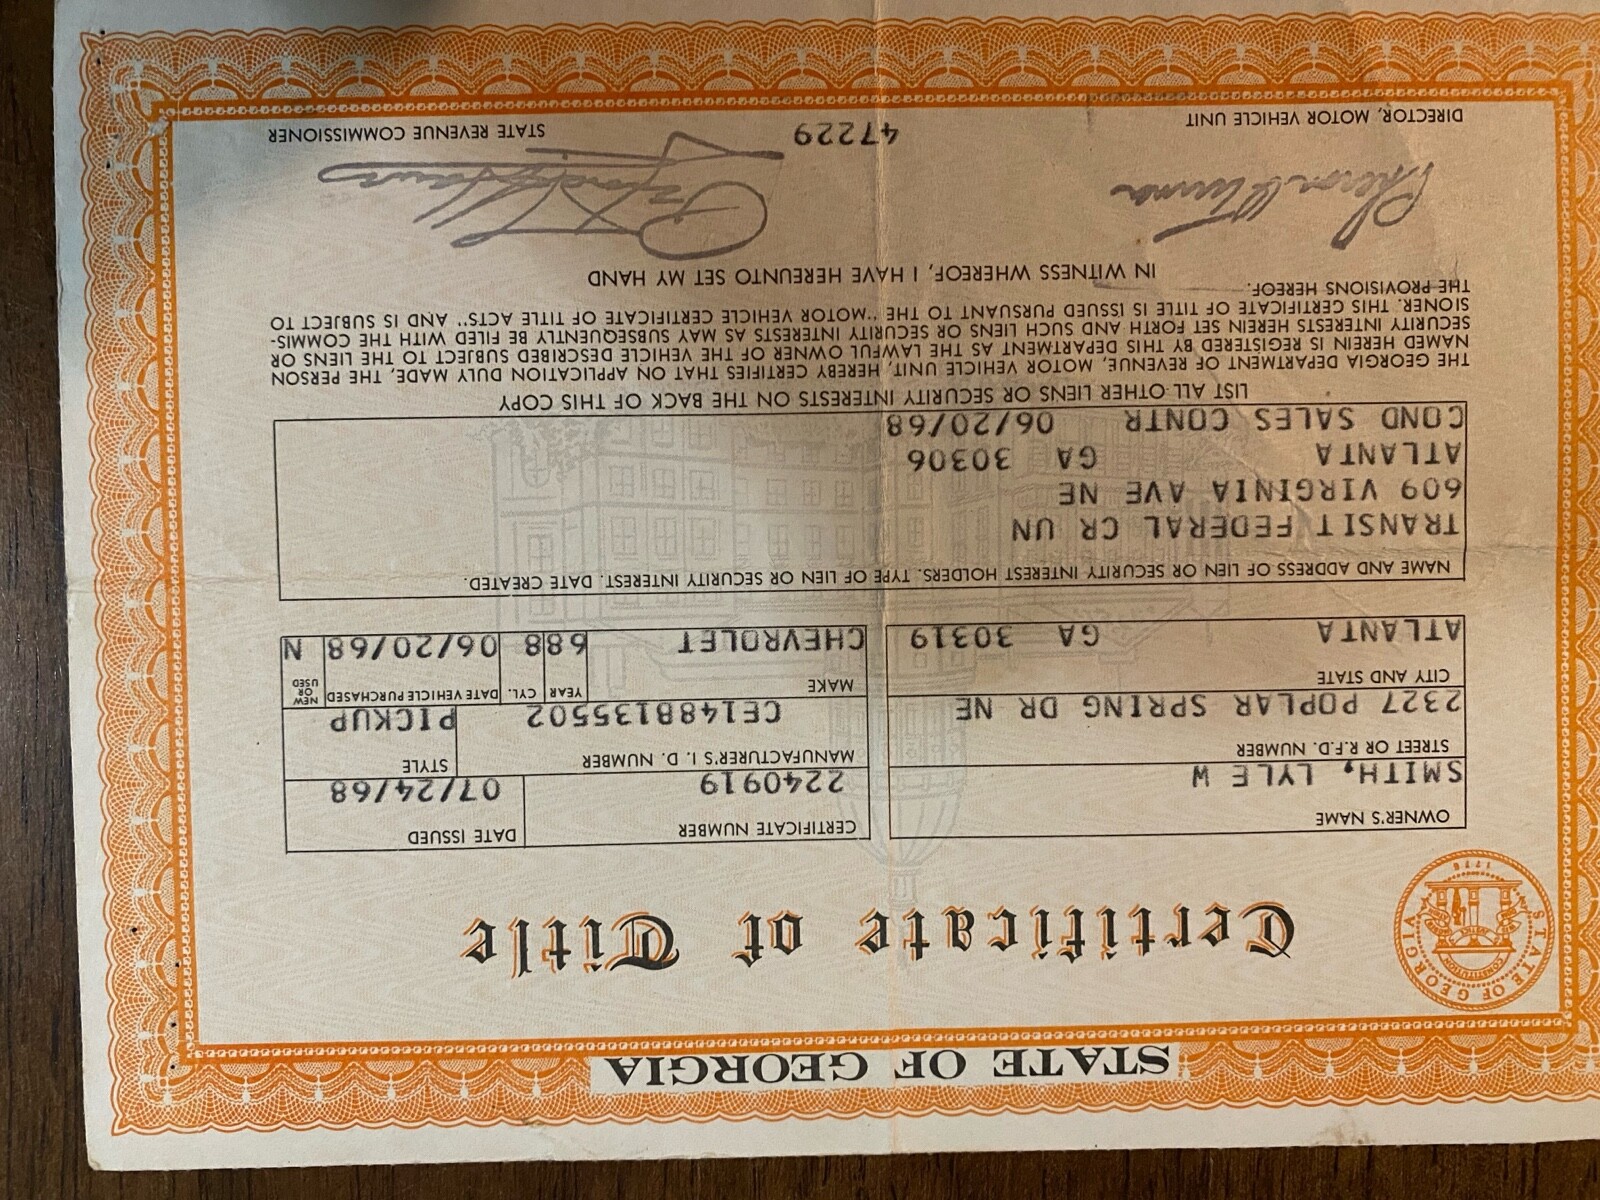 STATE OF GEORGIA
STATE OF GEORGIA
CONSTITUTION
1776
Certificate of Title
OWNER'S NAME
SMITH, LYLE W
STREET OR R.F.D. NUMBER
2327 POPLAR SPRING DR NE
CITY AND STATE
ATLANTA GA 30319
CERTIFICATE NUMBER DATE ISSUED
2240919 07/24/68
MANUFACTURER'S I. D. NUMBER STYLE
CE148B135502 PICKUP
MAKE YEAR CYL. DATE VEHICLE PURCHASED NEW OR USED
CHEVROLET 68 8 06/20/68 N
NAME AND ADDRESS OF LIEN OR SECURITY INTEREST HOLDERS. TYPE OF LIEN OR SECURITY INTEREST. DATE CREATED.
TRANSIT FEDERAL CR UN
609 VIRGINIA AVE NE
ATLANTA GA 30306
COND SALES CONTR 06/20/68
LIST ALL OTHER LIENS OR SECURITY INTERESTS ON THE BACK OF THIS COPY
THE GEORGIA DEPARTMENT OF REVENUE, MOTOR VEHICLE UNIT, HEREBY CERTIFIES THAT ON APPLICATION DULY MADE, THE PERSON
NAMED HEREIN IS REGISTERED BY THIS DEPARTMENT AS THE LAWFUL OWNER OF THE VEHICLE DESCRIBED SUBJECT TO THE LIENS OR
SECURITY INTERESTS HEREIN SET FORTH AND SUCH LIENS OR SECURITY INTERESTS AS MAY SUBSEQUENTLY BE FILED WITH THE COMMIS-
SIONER. THIS CERTIFICATE OF TITLE IS ISSUED PURSUANT TO THE "MOTOR VEHICLE CERTIFICATE OF TITLE ACTS" AND IS SUBJECT TO
THE PROVISIONS HEREOF.
IN WITNESS WHEREOF, I HAVE HEREUNTO SET MY HAND
DIRECTOR, MOTOR VEHICLE UNIT
47229
STATE REVENUE COMMISSIONER